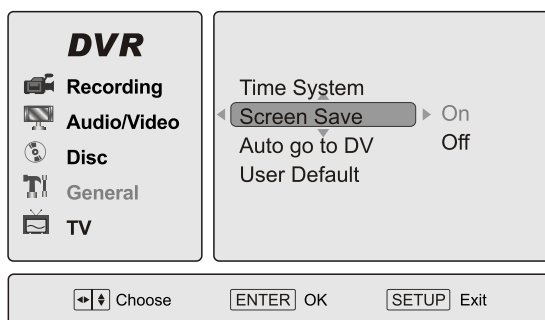 DVR
Recording
Audio/Video
Disc
General
TV
Time System
Screen Save
On
Auto go to DV
Off
User Default
Choose
ENTER OK
SETUP Exit